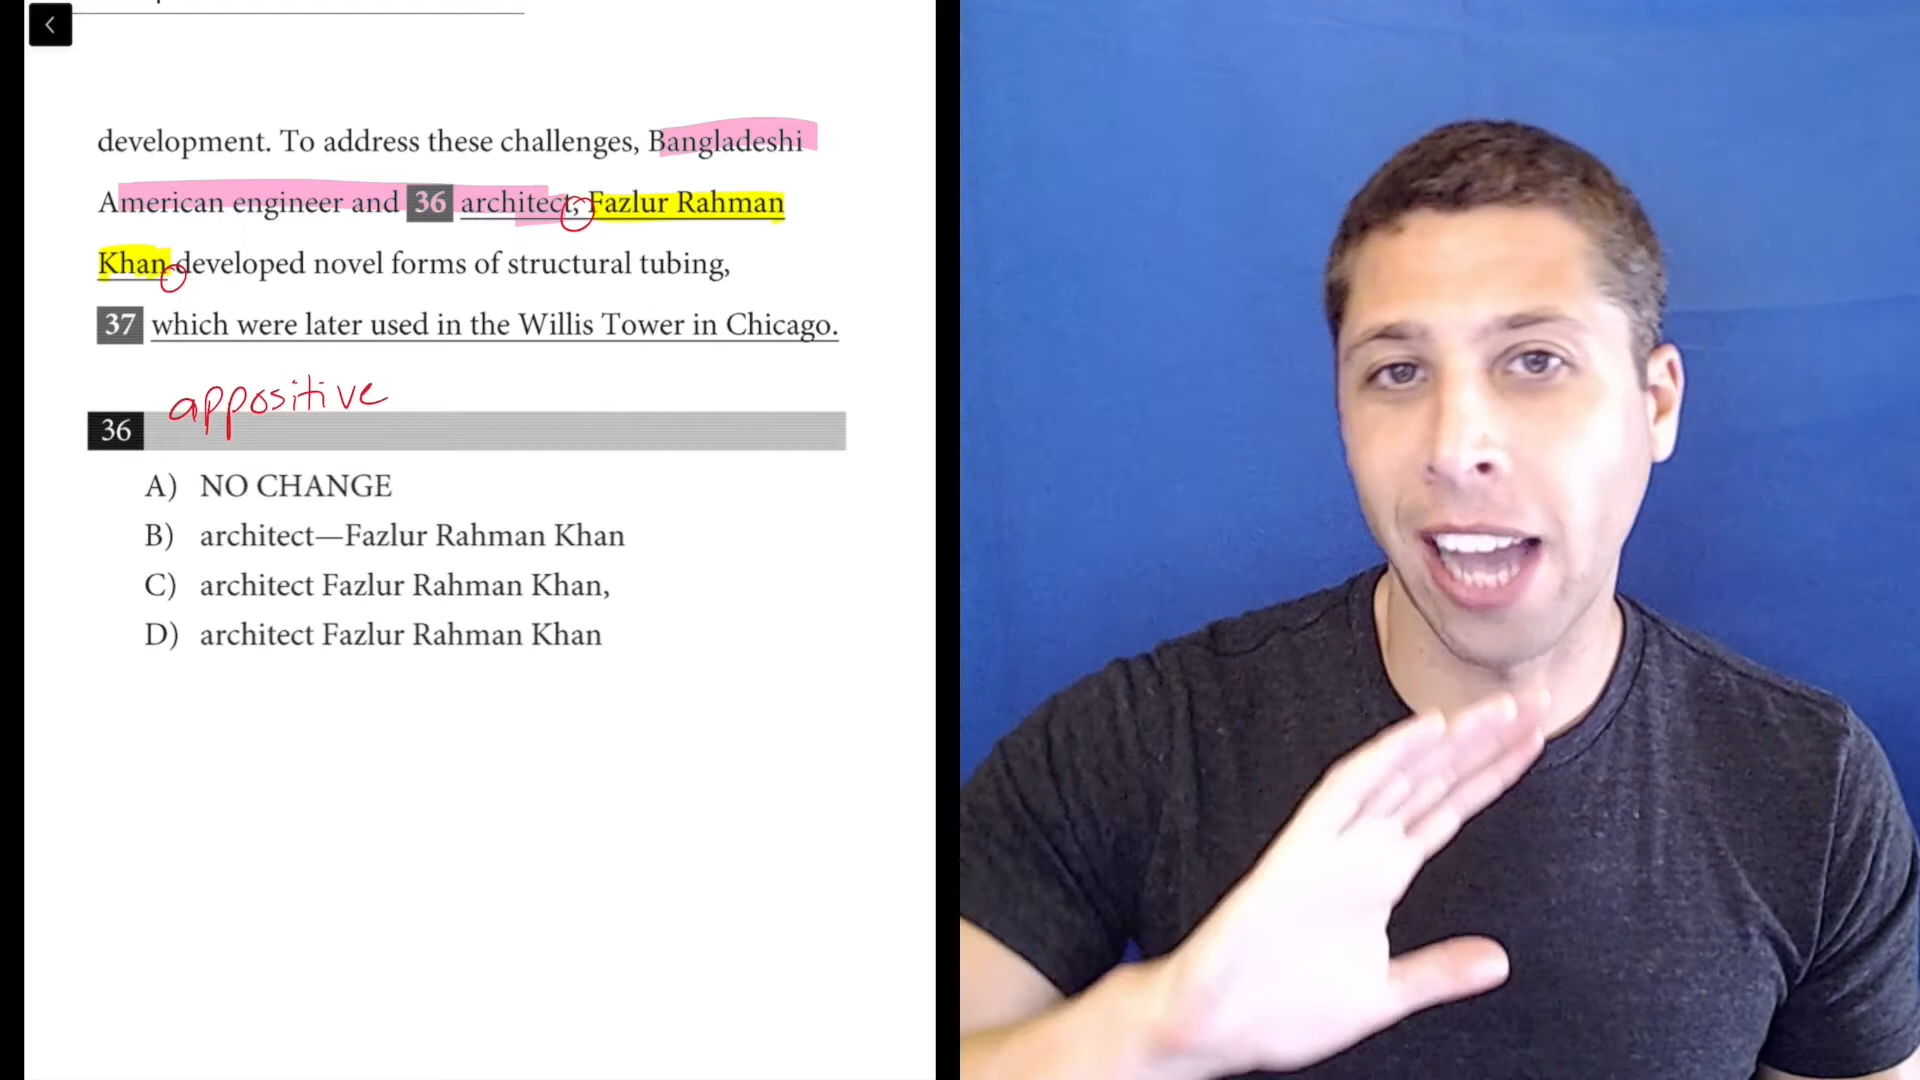 development. To address these challenges, Bangladeshi
American engineer and 36 architect, Fazlur Rahman
Khan, developed novel forms of structural tubing,
37 which were later used in the Willis Tower in Chicago.
appositive
36
A) NO CHANGE
B) architect—Fazlur Rahman Khan
C) architect Fazlur Rahman Khan,
D) architect Fazlur Rahman Khan